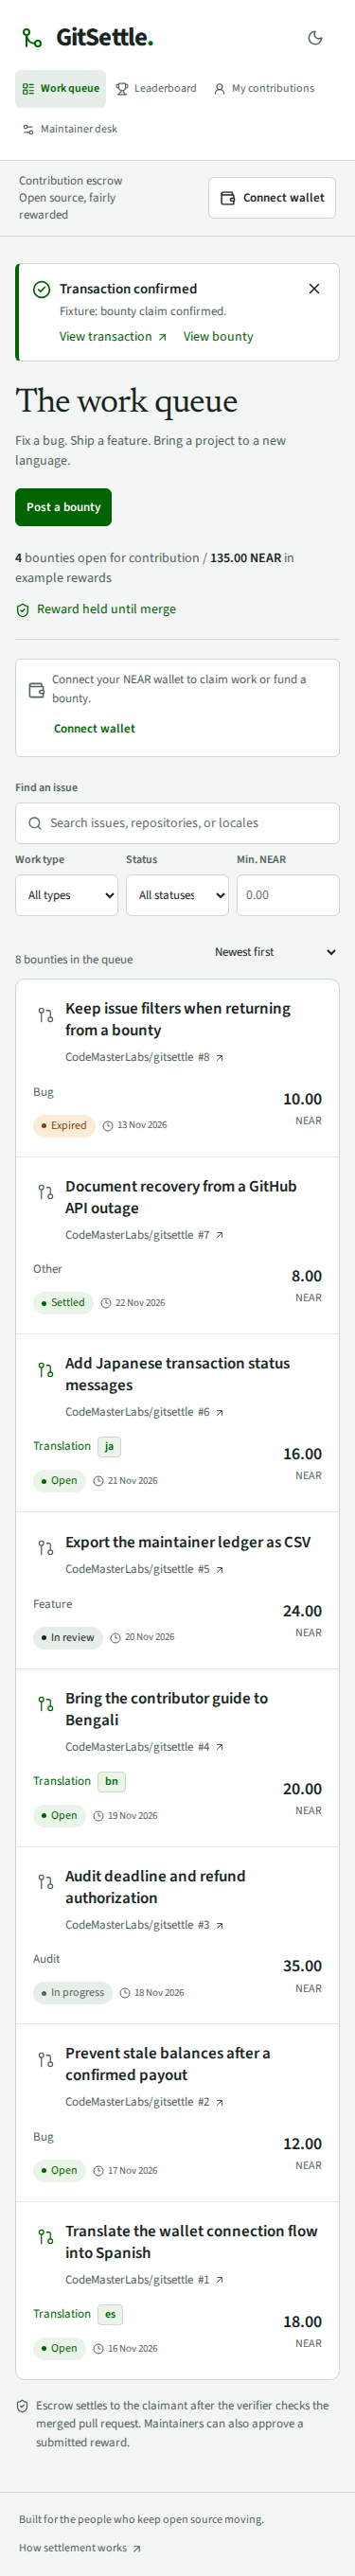 GitSettle.
Work queue
Leaderboard
My contributions
Maintainer desk
Contribution escrow
Open source, fairly
rewarded
Connect wallet
Transaction confirmed
Fixture: bounty claim confirmed.
View transaction
View bounty
The work queue
Fix a bug. Ship a feature. Bring a project to a new
language.
Post a bounty
4 bounties open for contribution / 135.00 NEAR in
example rewards
Reward held until merge
Connect your NEAR wallet to claim work or fund a
bounty.
Connect wallet
Find an issue
Search issues, repositories, or locales
Work type
Status
Min. NEAR
All types
All statuses
0.00
8 bounties in the queue
Newest first
Keep issue filters when returning
from a bounty
CodeMasterLabs/gitsettle #8
Bug
10.00
NEAR
Expired
13 Nov 2026
Document recovery from a GitHub
API outage
CodeMasterLabs/gitsettle #7
Other
8.00
NEAR
Settled
22 Nov 2026
Add Japanese transaction status
messages
CodeMasterLabs/gitsettle #6
Translation ja
16.00
NEAR
Open
21 Nov 2026
Export the maintainer ledger as CSV
CodeMasterLabs/gitsettle #5
Feature
24.00
NEAR
In review
20 Nov 2026
Bring the contributor guide to
Bengali
CodeMasterLabs/gitsettle #4
Translation bn
20.00
NEAR
Open
19 Nov 2026
Audit deadline and refund
authorization
CodeMasterLabs/gitsettle #3
Audit
35.00
NEAR
In progress
18 Nov 2026
Prevent stale balances after a
confirmed payout
CodeMasterLabs/gitsettle #2
Bug
12.00
NEAR
Open
17 Nov 2026
Translate the wallet connection flow
into Spanish
CodeMasterLabs/gitsettle #1
Translation es
18.00
NEAR
Open
16 Nov 2026
Escrow settles to the claimant after the verifier checks the
merged pull request. Maintainers can also approve a
submitted reward.
Built for the people who keep open source moving.
How settlement works